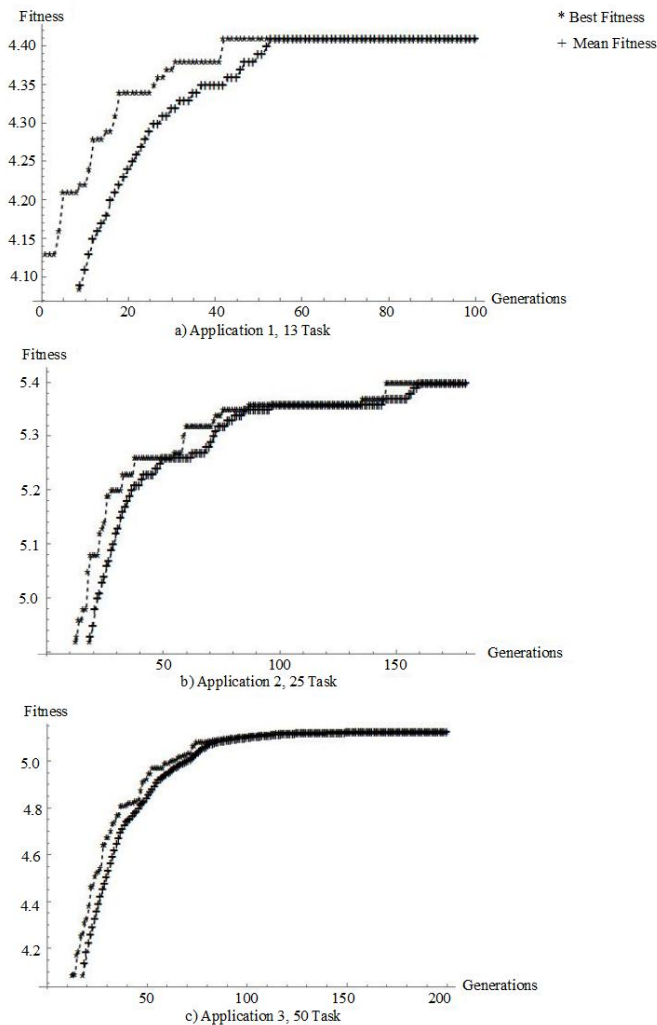 Fitness
* Best Fitness
+ Mean Fitness
4.40
4.35
4.30
4.25
4.20
4.15
4.10
Generations
0 20 40 60 80 100
a) Application 1, 13 Task
Fitness
5.4
5.3
5.2
5.1
5.0
Generations
50 100 150
b) Application 2, 25 Task
Fitness
5.0
4.8
4.6
4.4
4.2
Generations
50 100 150 200
c) Application 3, 50 Task